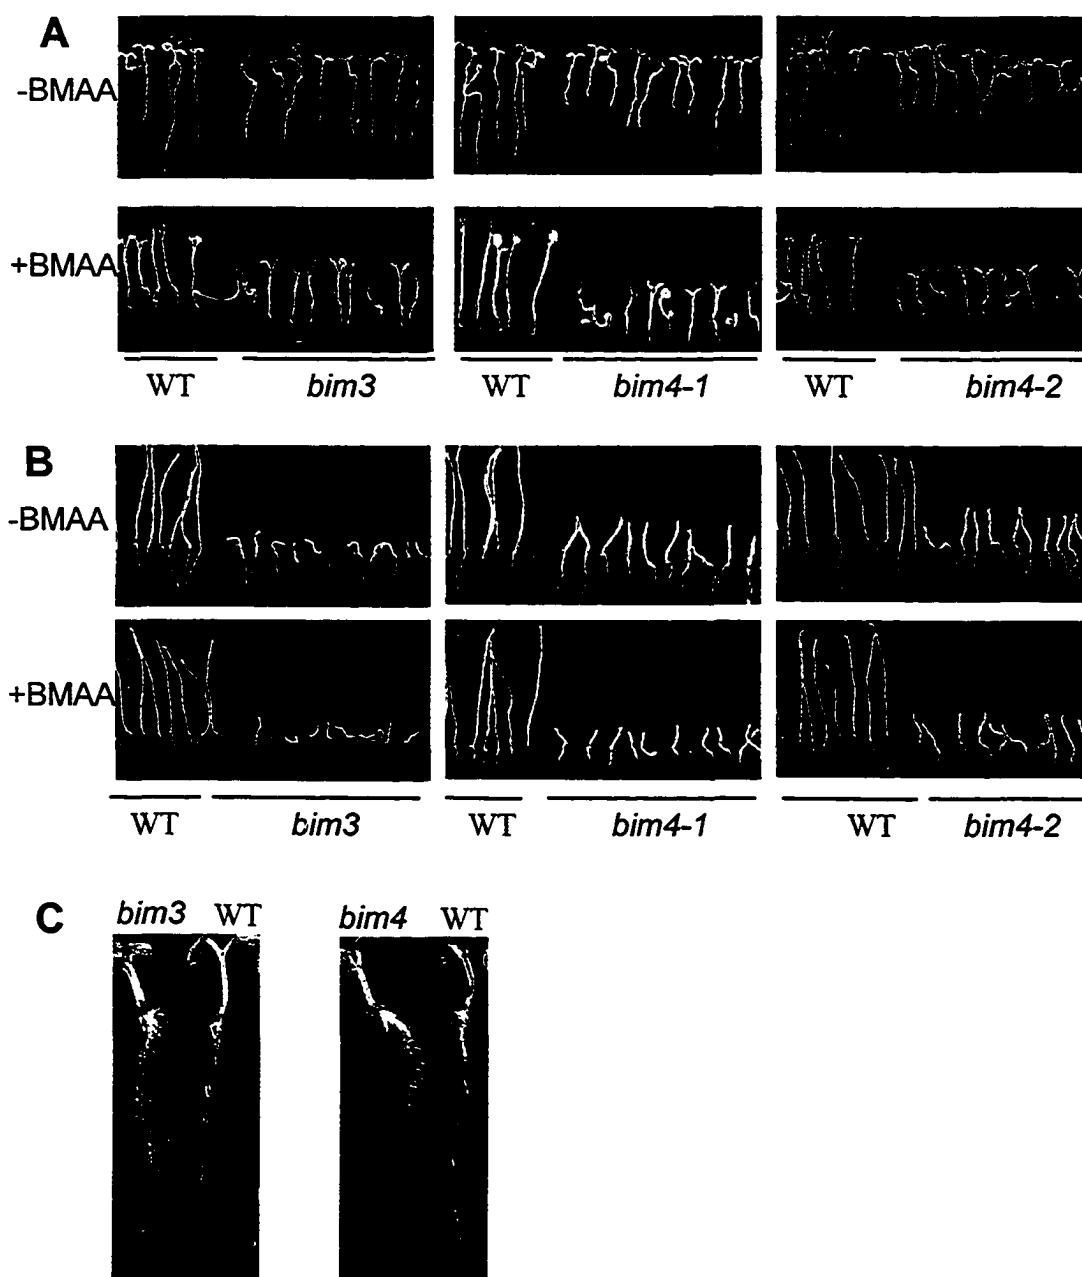 A
-BMAA
+BMAA
WT bim3 WT bim4-1 WT bim4-2
B
-BMAA
+BMAA
WT bim3 WT bim4-1 WT bim4-2
C
bim3 WT bim4 WT